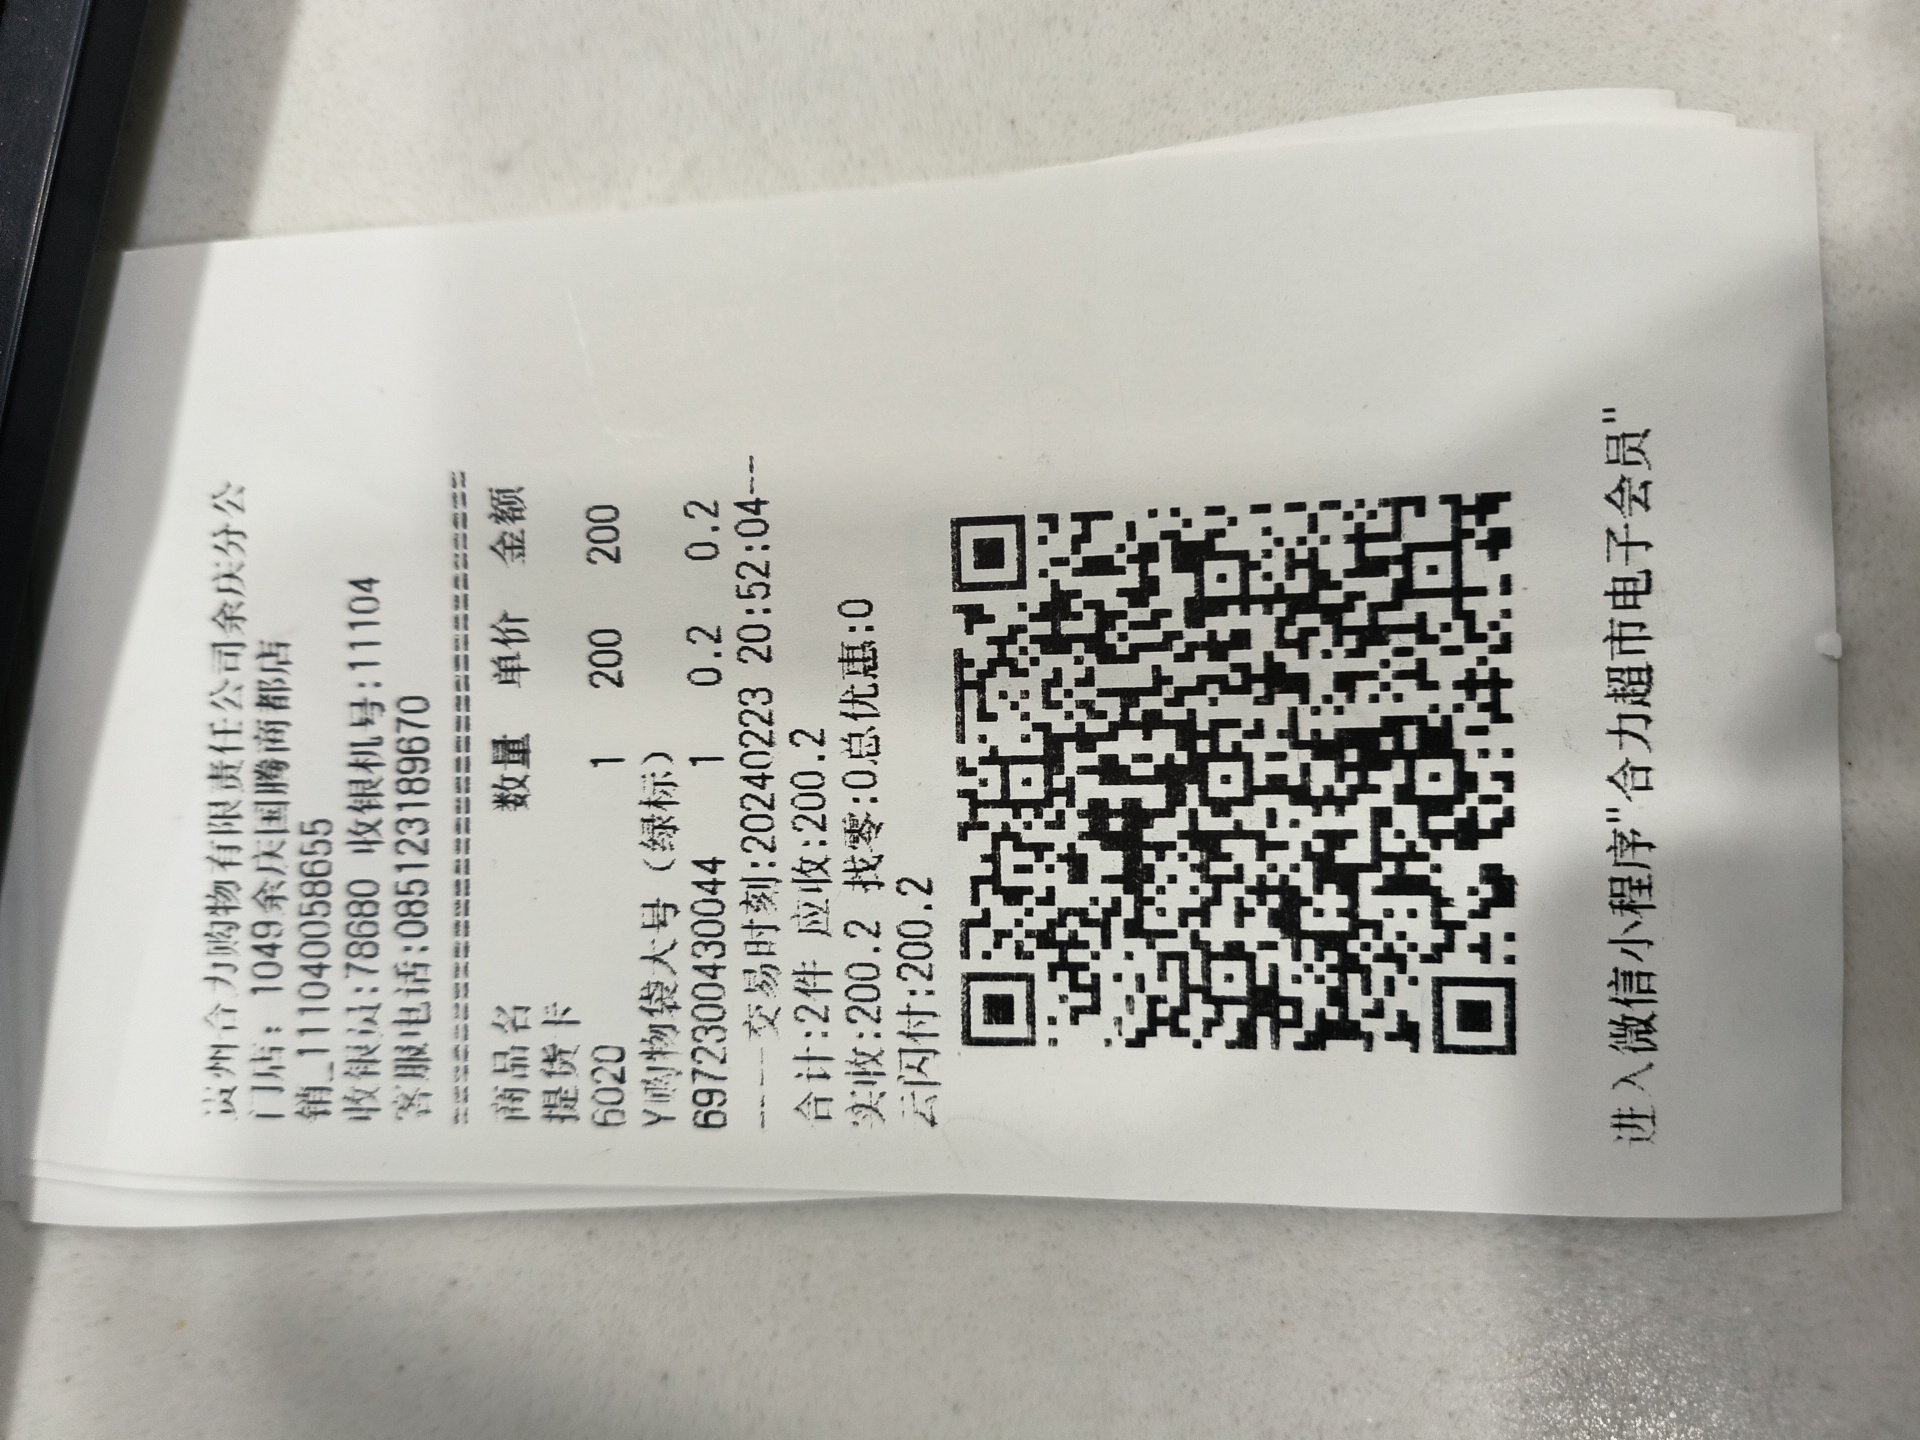 贵州合力购物有限责任公司余庆分公
门店: 1049余庆国腾商都店
销_1110400586​55
收银员:78680 收银机号:11104
客服电话:085123189670
================================
商品名 数量 单价 金额
提货卡
6020 1 200 200
Y购物袋大号（绿标）
6972300430044 1 0.2 0.2
----交易时刻:20240223 20:52:04---
合计:2件 应收:200.2
实收:200.2 找零:0总优惠:0
云闪付:200.2
进入微信小程序"合力超市电子会员"